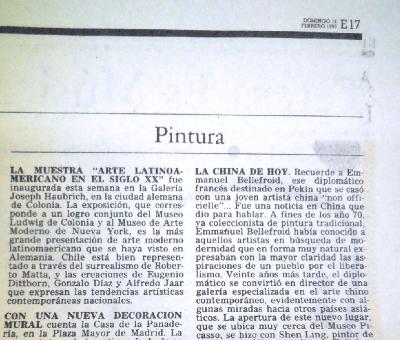 DOMINGO 14
FEBRERO 1993 E17
Pintura
LA MUESTRA "ARTE LATINOA-
MERICANO EN EL SIGLO XX" fue
inaugurada esta semana en la Galería
Joseph Haubrich, en la ciudad alemana
de Colonia. La exposición, que corres-
ponde a un logro conjunto del Museo
Ludwig de Colonia y al Museo de Arte
Moderno de Nueva York, es la más
grande presentación de arte moderno
latinomaericano que se haya visto en
Alemania. Chile está bien represen-
tado a través del surrealismo de Rober-
to Matta, y las creaciones de Eugenio
Dittborn, Gonzalo Díaz y Alfredo Jaar
que expresan las tendencias artísticas
contemporáneas nacionales.
CON UNA NUEVA DECORACION
MURAL cuenta la Casa de la Panade-
ría, en la Plaza Mayor de Madrid. La
LA CHINA DE HOY. Recuerde a Em-
manuel Bellefroid, ese diplomático
francés destinado en Pekin que se casó
con una joven artista china "non offi-
cielle"... Fue una noticia en China que
dio para hablar. A fines de los años 70,
ya coleccionista de pintura tradicional,
Emmanuel Bellefroid había conocido a
aquellos artistas en búsqueda de mo-
dernidad que en forma muy natural ex-
presaban con la mayor claridad las aspi-
raciones de un pueblo por el libera-
lismo. Veinte años más tarde, el diplo-
mático se convirtió en director de una
galería especializada en el arte chino
contemporáneo, evidentemente con al-
gunas miradas hacia otros países asiá-
ticos. La apertura de este nuevo lugar,
que se ubica muy cerca del Museo Pi-
casso, se hizo con Shen Ling, pintor de